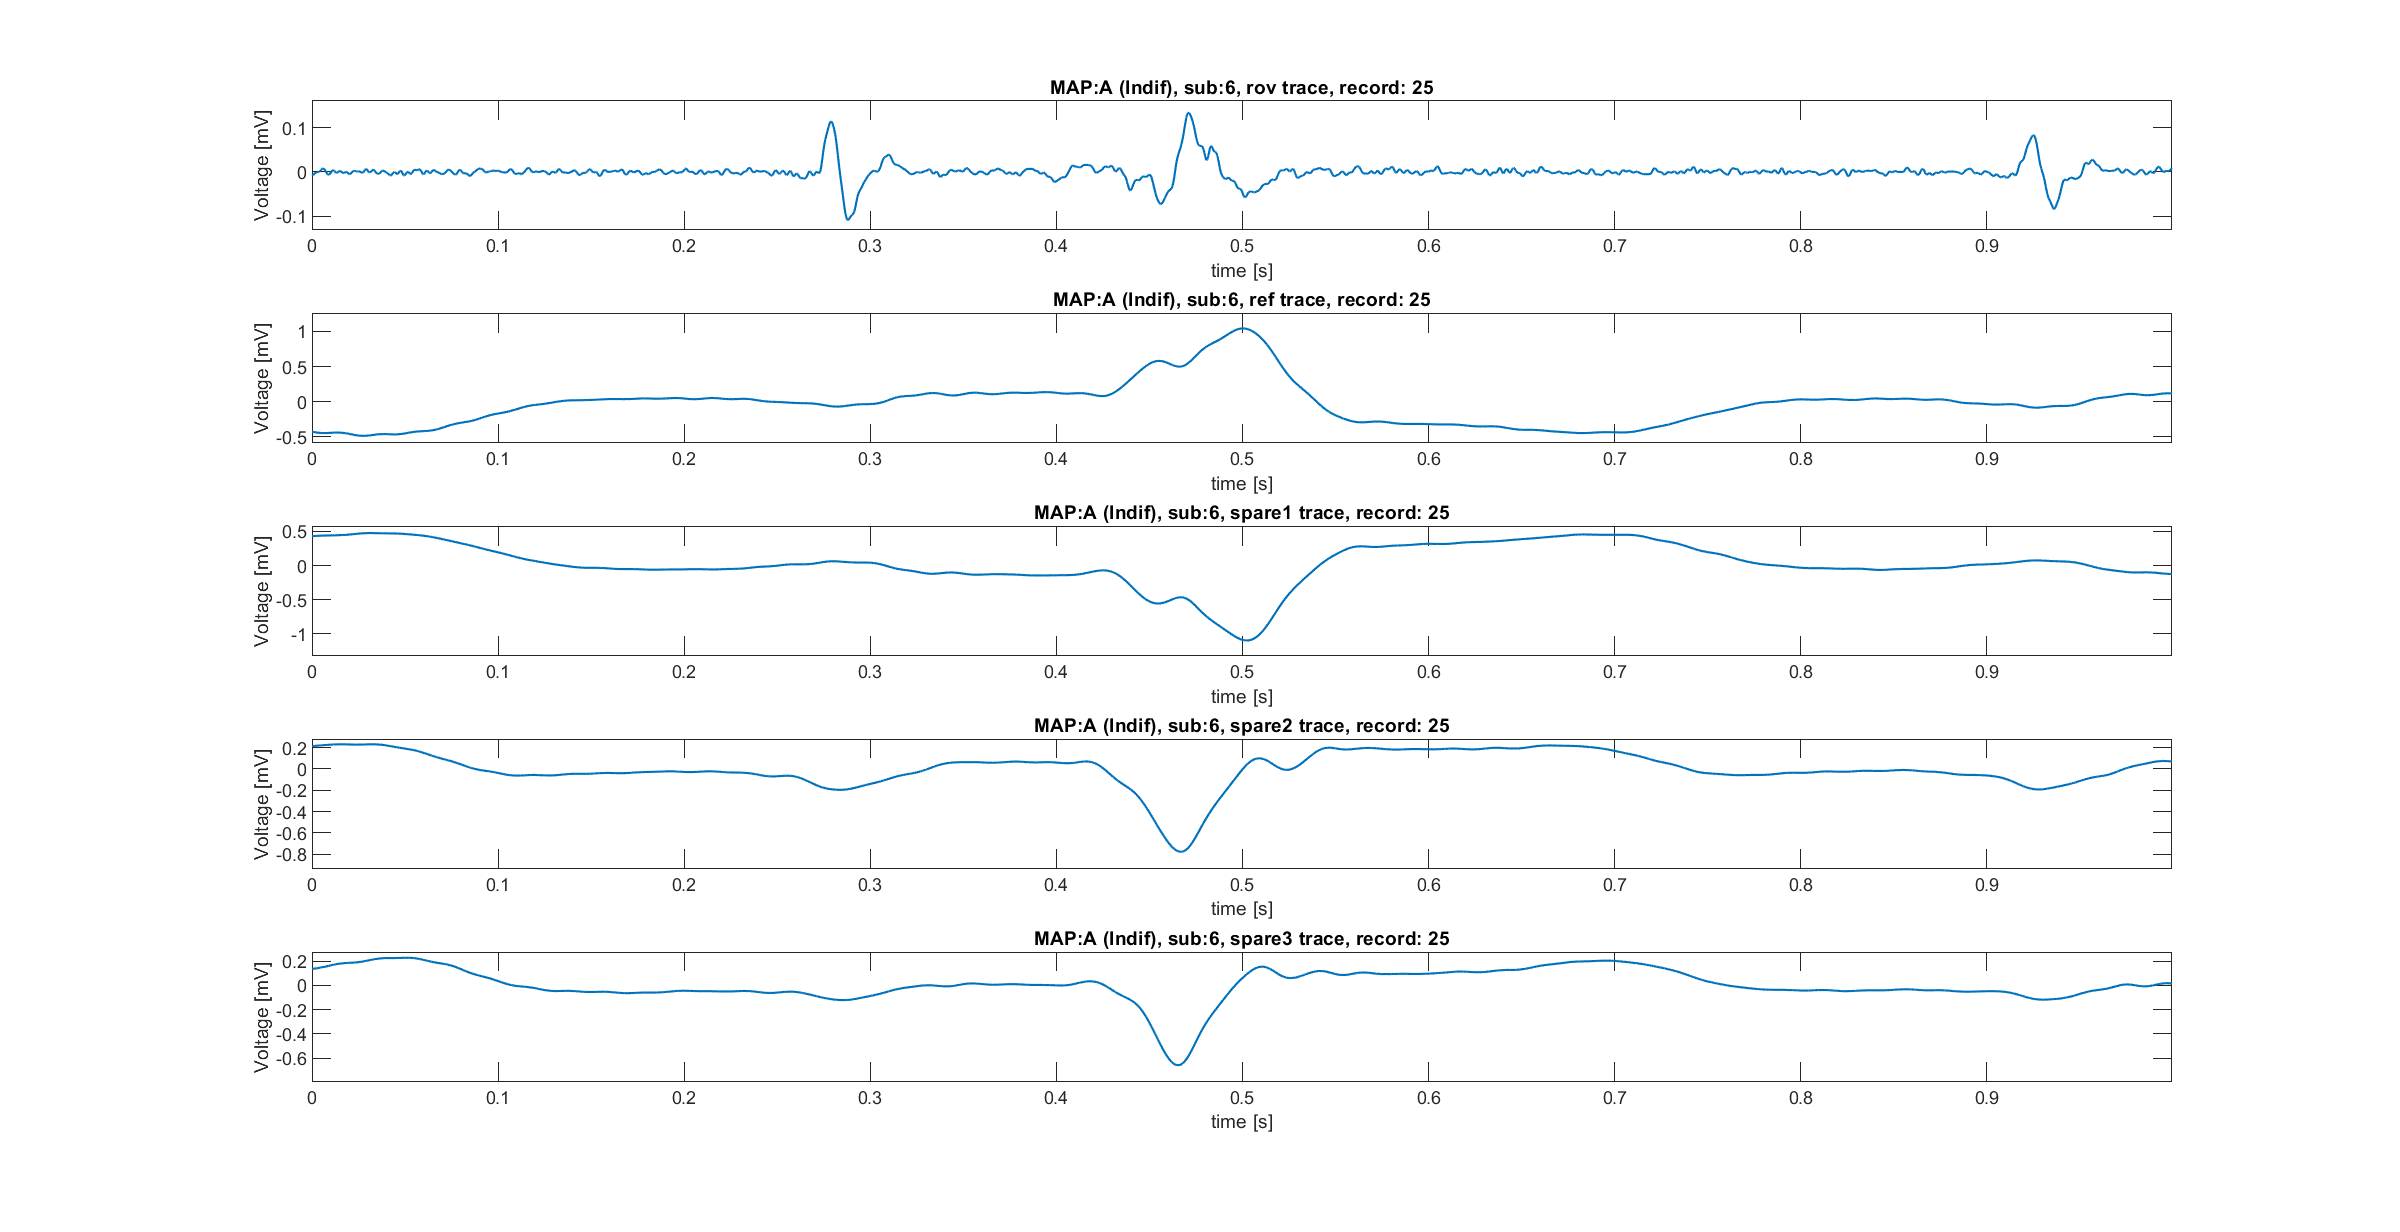 MAP:A (Indif), sub:6, rov trace, record: 25
Voltage [mV]
0.1
0
-0.1
0 0.1 0.2 0.3 0.4 0.5 0.6 0.7 0.8 0.9
time [s]
MAP:A (Indif), sub:6, ref trace, record: 25
Voltage [mV]
1
0.5
0
-0.5
0 0.1 0.2 0.3 0.4 0.5 0.6 0.7 0.8 0.9
time [s]
MAP:A (Indif), sub:6, spare1 trace, record: 25
Voltage [mV]
0.5
0
-0.5
-1
0 0.1 0.2 0.3 0.4 0.5 0.6 0.7 0.8 0.9
time [s]
MAP:A (Indif), sub:6, spare2 trace, record: 25
Voltage [mV]
0.2
0
-0.2
-0.4
-0.6
-0.8
0 0.1 0.2 0.3 0.4 0.5 0.6 0.7 0.8 0.9
time [s]
MAP:A (Indif), sub:6, spare3 trace, record: 25
Voltage [mV]
0.2
0
-0.2
-0.4
-0.6
0 0.1 0.2 0.3 0.4 0.5 0.6 0.7 0.8 0.9
time [s]